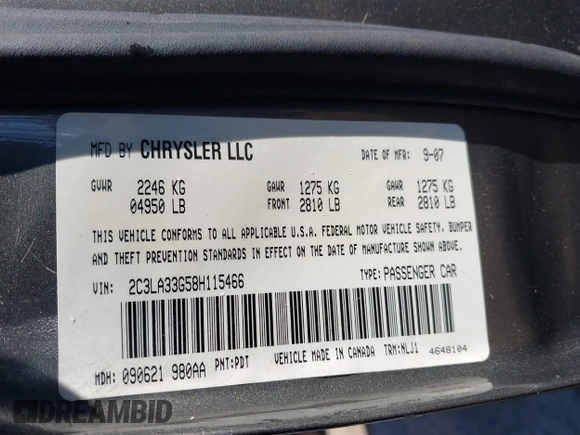 MFD BY CHRYSLER LLC DATE OF MFR: 9-07
GVWR 2246 KG GAWR 1275 KG GAWR 1275 KG
04950 LB FRONT 2810 LB REAR 2810 LB
THIS VEHICLE CONFORMS TO ALL APPLICABLE U.S.A. FEDERAL MOTOR VEHICLE SAFETY, BUMPER
AND THEFT PREVENTION STANDARDS IN EFFECT ON THE DATE OF MANUFACTURE SHOWN ABOVE.
VIN: 2C3LA33G58H115466 TYPE: PASSENGER CAR
MDH: 090621 980AA PNT:PDT VEHICLE MADE IN CANADA TRM:NLJ1 4648104
DREAMBID